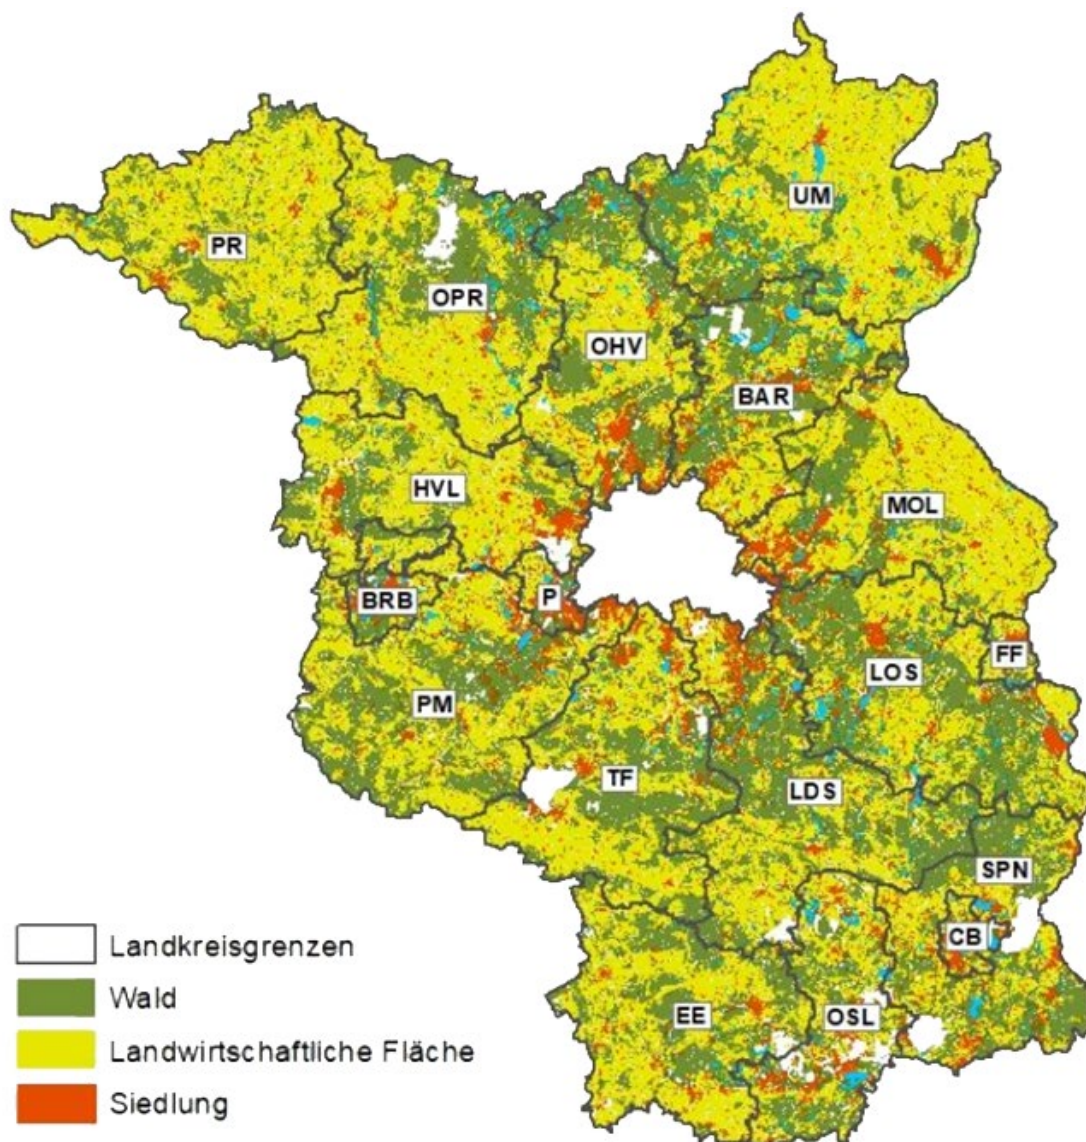 UM
PR
OPR
OHV
BAR
HVL
MOL
BRB
P
FF
LOS
PM
TF
LDS
SPN
CB
EE
OSL
Landkreisgrenzen
Wald
Landwirtschaftliche Fläche
Siedlung